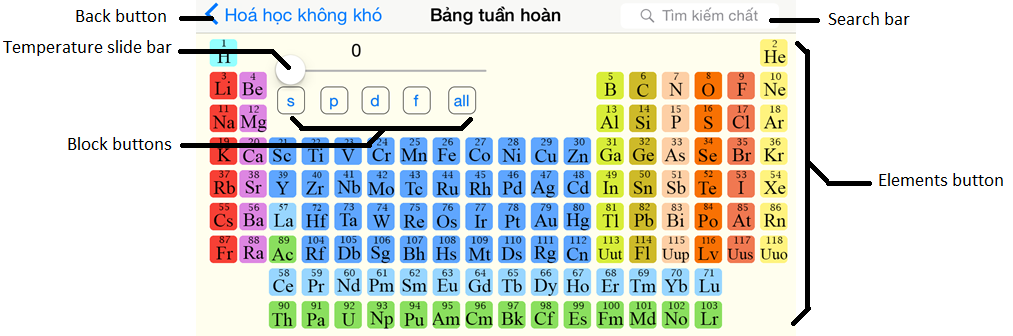 Back button
Hoá học không khó
Bảng tuần hoàn
Tìm kiếm chất
Search bar
Temperature slide bar
0
1 H
2 He
3 Li
4 Be
5 B
6 C
7 N
8 O
9 F
10 Ne
s p d f all
11 Na
12 Mg
13 Al
14 Si
15 P
16 S
17 Cl
18 Ar
Block buttons
19 K
20 Ca
21 Sc
22 Ti
23 V
24 Cr
25 Mn
26 Fe
27 Co
28 Ni
29 Cu
30 Zn
31 Ga
32 Ge
33 As
34 Se
35 Br
36 Kr
Elements button
37 Rb
38 Sr
39 Y
40 Zr
41 Nb
42 Mo
43 Tc
44 Ru
45 Rh
46 Pd
47 Ag
48 Cd
49 In
50 Sn
51 Sb
52 Te
53 I
54 Xe
55 Cs
56 Ba
57 La
72 Hf
73 Ta
74 W
75 Re
76 Os
77 Ir
78 Pt
79 Au
80 Hg
81 Tl
82 Pb
83 Bi
84 Po
85 At
86 Rn
87 Fr
88 Ra
89 Ac
104 Rf
105 Db
106 Sg
107 Bh
108 Hs
109 Mt
110 Ds
111 Rg
112 Cn
113 Uut
114 Fl
115 Uup
116 Lv
117 Uus
118 Uuo
58 Ce
59 Pr
60 Nd
61 Pm
62 Sm
63 Eu
64 Gd
65 Tb
66 Dy
67 Ho
68 Er
69 Tm
70 Yb
71 Lu
90 Th
91 Pa
92 U
93 Np
94 Pu
95 Am
96 Cm
97 Bk
98 Cf
99 Es
100 Fm
101 Md
102 No
103 Lr